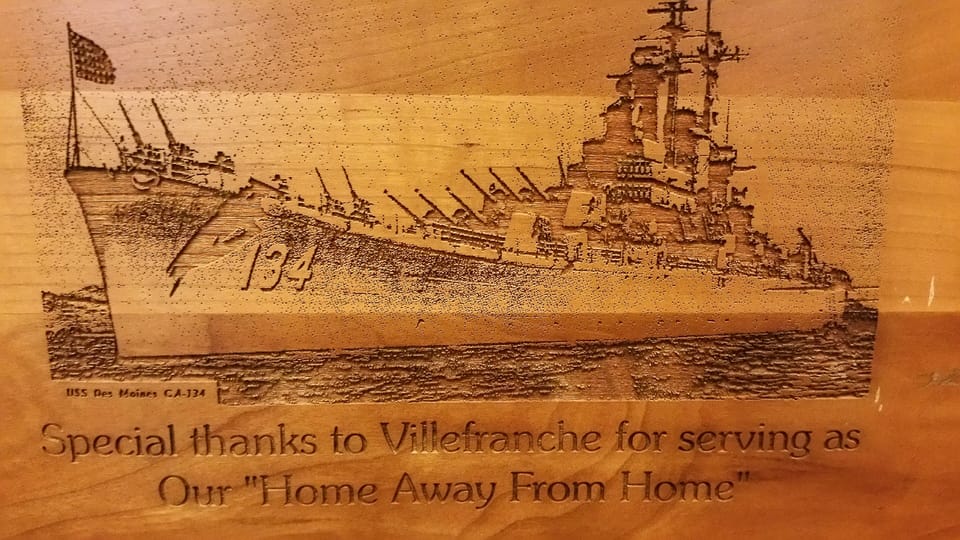 134
USS Des Moines CA-134
Special thanks to Villefranche for serving as
Our "Home Away From Home"